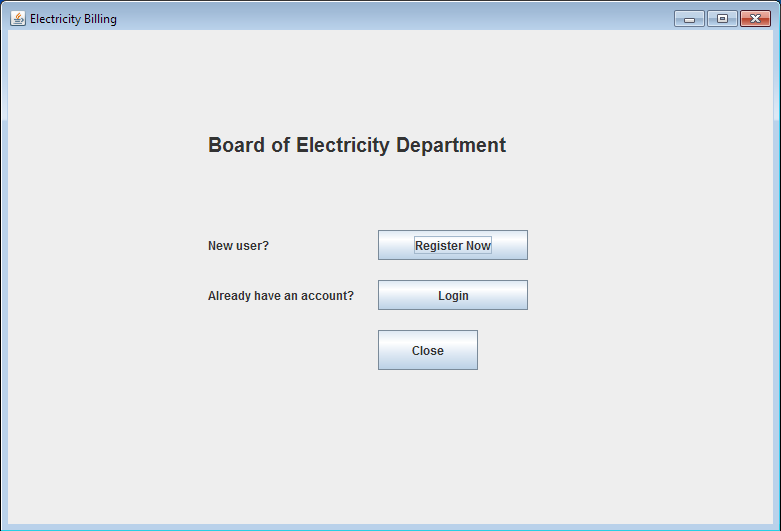 Electricity Billing
Board of Electricity Department
New user? Register Now
Already have an account? Login
Close